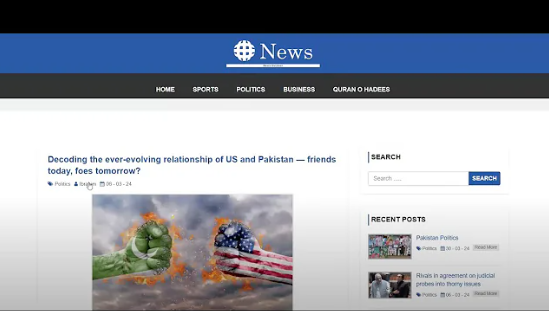 News
HOME SPORTS POLITICS BUSINESS QURAN O HADEES
Decoding the ever-evolving relationship of US and Pakistan — friends
today, foes tomorrow?
Politics 06 - 03 - 24
SEARCH
Search .....
SEARCH
RECENT POSTS
Pakistan Politics
Politics 06 - 03 - 24 Read More
Rivals in agreement on judicial
probes into thorny issues
Politics 06 - 03 - 24 Read More